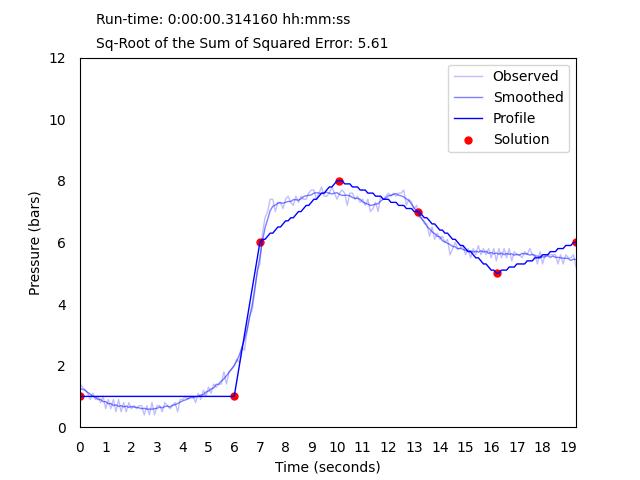 Run-time: 0:00:00.314160 hh:mm:ss
Sq-Root of the Sum of Squared Error: 5.61
12
10
8
6
4
2
0
Pressure (bars)
Observed
Smoothed
Profile
Solution
0 1 2 3 4 5 6 7 8 9 10 11 12 13 14 15 16 17 18 19
Time (seconds)